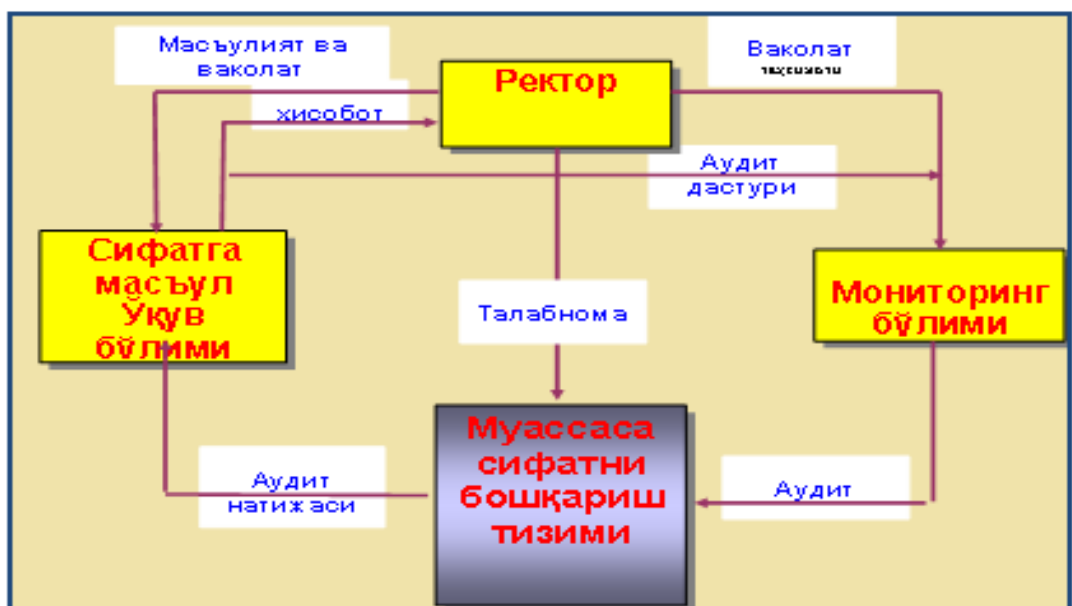 Масъулият ва
ваколат
Ваколат
Ректор
ҳисобот
Аудит
дастури
Сифатга
масъул
Ўқув
бўлими
Мониторинг
бўлими
Талабнома
Муассаса
сифатни
бошқариш
тизими
Аудит
натижаси
Аудит